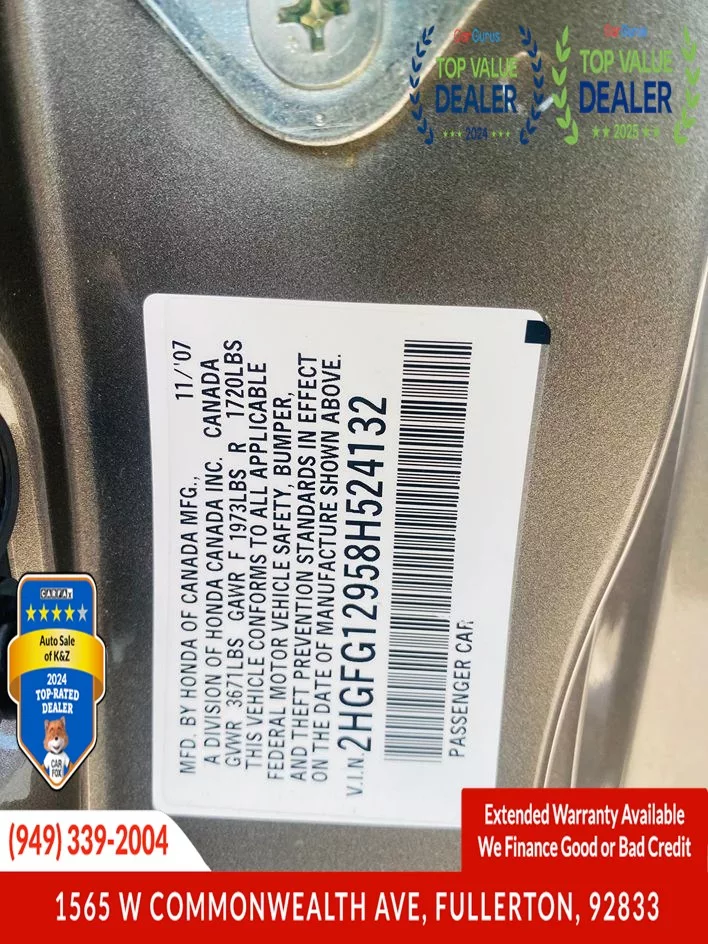 CarGurus
TOP VALUE
DEALER
2024
CarGurus
TOP VALUE
DEALER
2025
MFD. BY HONDA OF CANADA MFG., 11/'07
A DIVISION OF HONDA CANADA INC. CANADA
GVWR 3671LBS GAWR F 1973LBS R 1720LBS
THIS VEHICLE CONFORMS TO ALL APPLICABLE
FEDERAL MOTOR VEHICLE SAFETY, BUMPER,
AND THEFT PREVENTION STANDARDS IN EFFECT
ON THE DATE OF MANUFACTURE SHOWN ABOVE.
V.I.N. 2HGFG12958H524132
PASSENGER CAR
CARFAX
Auto Sale
of K&Z
2024
TOP-RATED
DEALER
CAR
FOX
(949) 339-2004
Extended Warranty Available
We Finance Good or Bad Credit
1565 W COMMONWEALTH AVE, FULLERTON, 92833